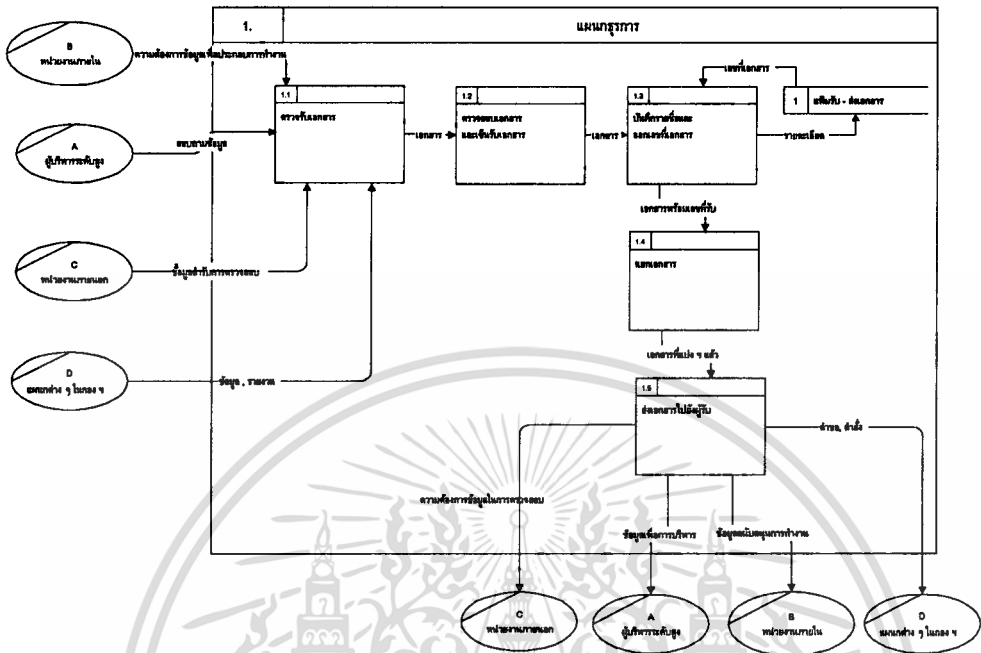 1.
แผนกธุรการ
B
หน่วยงานภายใน
ความต้องการข้อมูลเพื่อประกอบการทำงาน
เลขที่เอกสาร
1.1
ตรวจรับเอกสาร
1.2
ตรวจสอบเอกสาร
และเซ็นรับเอกสาร
1.3
บันทึกรายชื่อและ
ออกเลขที่เอกสาร
1
แฟ้มรับ - ส่งเอกสาร
เอกสาร
เอกสาร
รายละเอียด
A
ผู้บริหารระดับสูง
สอบถามข้อมูล
เอกสารพร้อมเลขที่รับ
1.4
แยกเอกสาร
C
หน่วยงานภายนอก
ข้อมูลสำหรับการตรวจสอบ
เอกสารที่แบ่ง ฯ แล้ว
D
แผนกต่าง ๆ ในกอง ฯ
ข้อมูล , รายงาน
1.5
ส่งเอกสารไปยังผู้รับ
คำขอ, คำสั่ง
ความต้องการข้อมูลในการตรวจสอบ
ข้อมูลเพื่อการบริหาร
ข้อมูลสนับสนุนการทำงาน
C
หน่วยงานภายนอก
A
ผู้บริหารระดับสูง
B
หน่วยงานภายใน
D
แผนกต่าง ๆ ในกอง ฯ